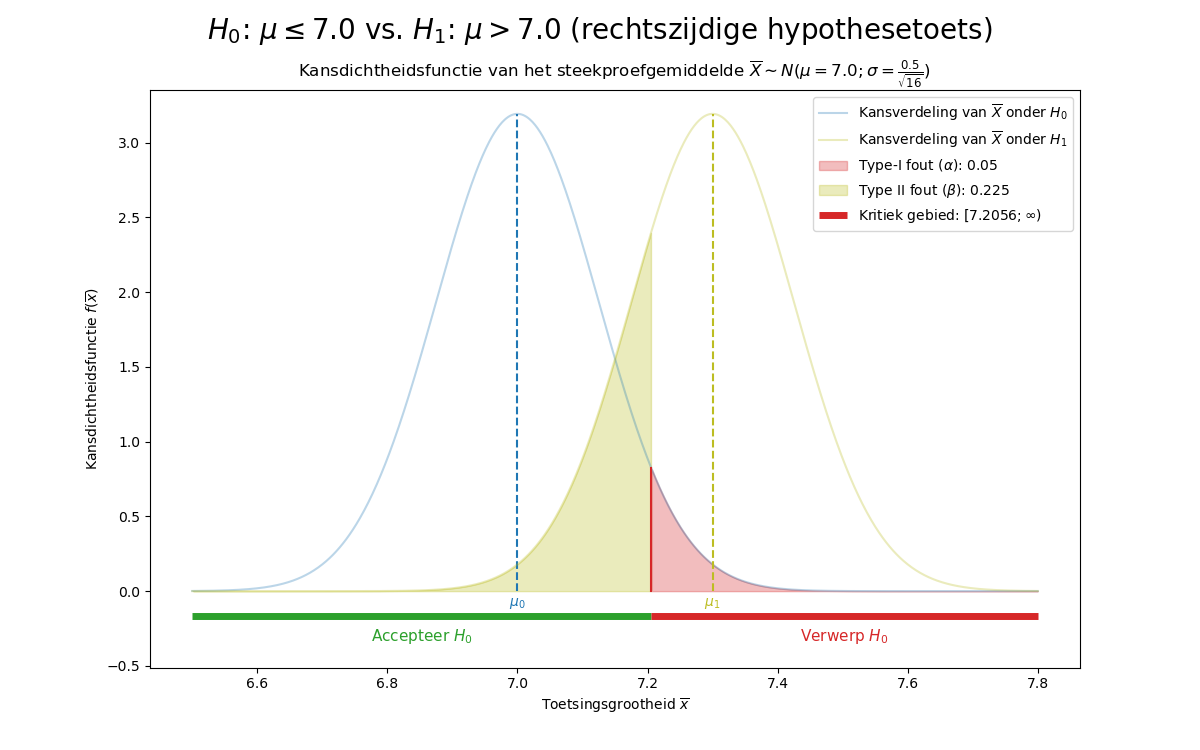 H₀: μ ≤ 7.0 vs. H₁: μ > 7.0 (rechtszijdige hypothesetoets)
Kansdichtheidsfunctie van het steekproefgemiddelde X̅ ~ N(μ = 7.0; σ = 0.5/√16)
Kansverdeling van X̅ onder H₀
Kansverdeling van X̅ onder H₁
Type-I fout (α): 0.05
Type II fout (β): 0.225
Kritiek gebied: [7.2056; ∞)
Kansdichtheidsfunctie f(x̅)
3.0
2.5
2.0
1.5
1.0
0.5
0.0
−0.5
μ₀
μ₁
Accepteer H₀
Verwerp H₀
6.6
6.8
7.0
7.2
7.4
7.6
7.8
Toetsingsgrootheid x̅